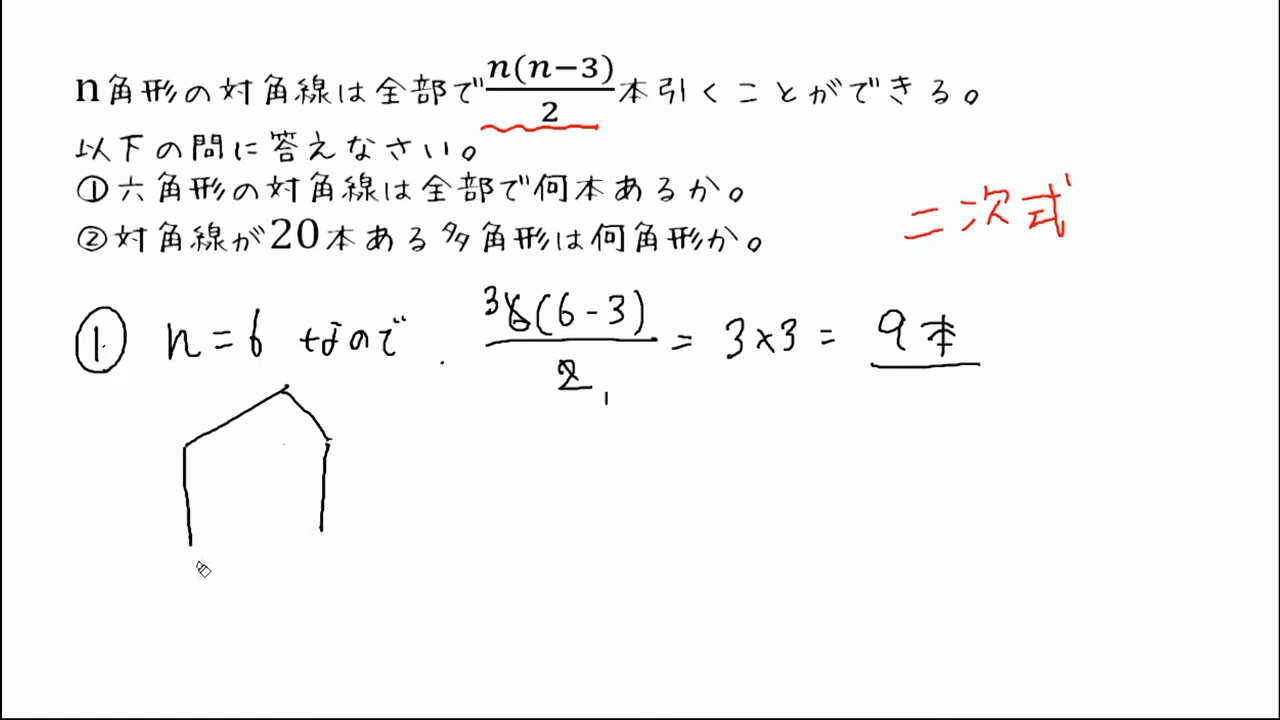 n角形の対角線は全部で n(n-3)/2 本引くことができる。
以下の問に答えなさい。
①六角形の対角線は全部で何本あるか。
二次式
②対角線が20本ある多角形は何角形か。
① n=6 なので . 3 6(6-3)/2 1 = 3×3 = 9本